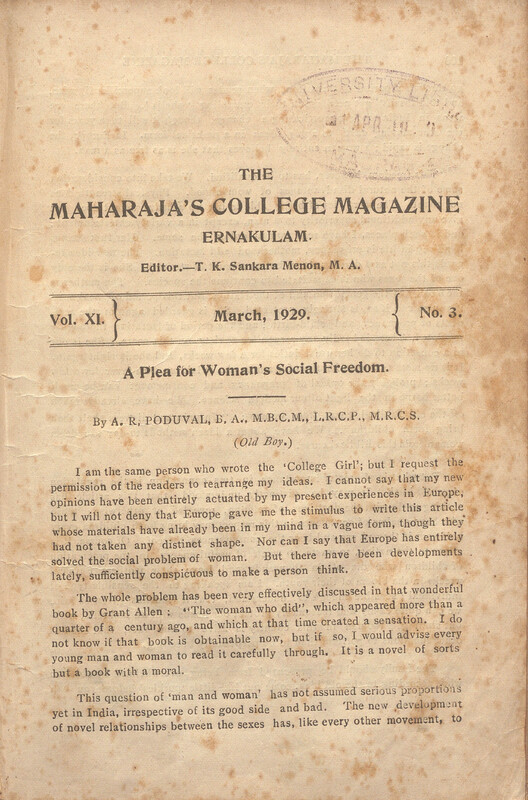 UNIVERSITY
APR 19
THE
MAHARAJA'S COLLEGE MAGAZINE
ERNAKULAM.
Editor.—T. K. Sankara Menon, M. A.
Vol. XI. March, 1929. No. 3.
A Plea for Woman's Social Freedom.
By A. R. PODUVAL, B. A., M.B.C.M., L.R.C.P., M.R.C.S.
(Old Boy.)
I am the same person who wrote the 'College Girl'; but I request the
permission of the readers to rearrange my ideas. I cannot say that my new
opinions have been entirely actuated by my present experiences in Europe,
but I will not deny that Europe gave me the stimulus to write this article
whose materials have already been in my mind in a vague form, though they
had not taken any distinet shape. Nor can I say that Europe has entirely
solved the social problem of woman. But there have been developments
lately, sufficiently conspicuous to make a person think.
The whole problem has been very effectively discussed in that wonderful
book by Grant Allen : "The woman who did", which appeared more than a
quarter of a century ago, and which at that time created a sensation. I do
not know if that book is obtainable now, but if so, I would advise every
young man and woman to read it carefully through. It is a novel of sorts
but a book with a moral.
This question of 'man and woman' has not assumed serious proportions
yet in India, irrespective of its good side and bad. The new development
of novel relationships between the sexes has, like every other movement, to